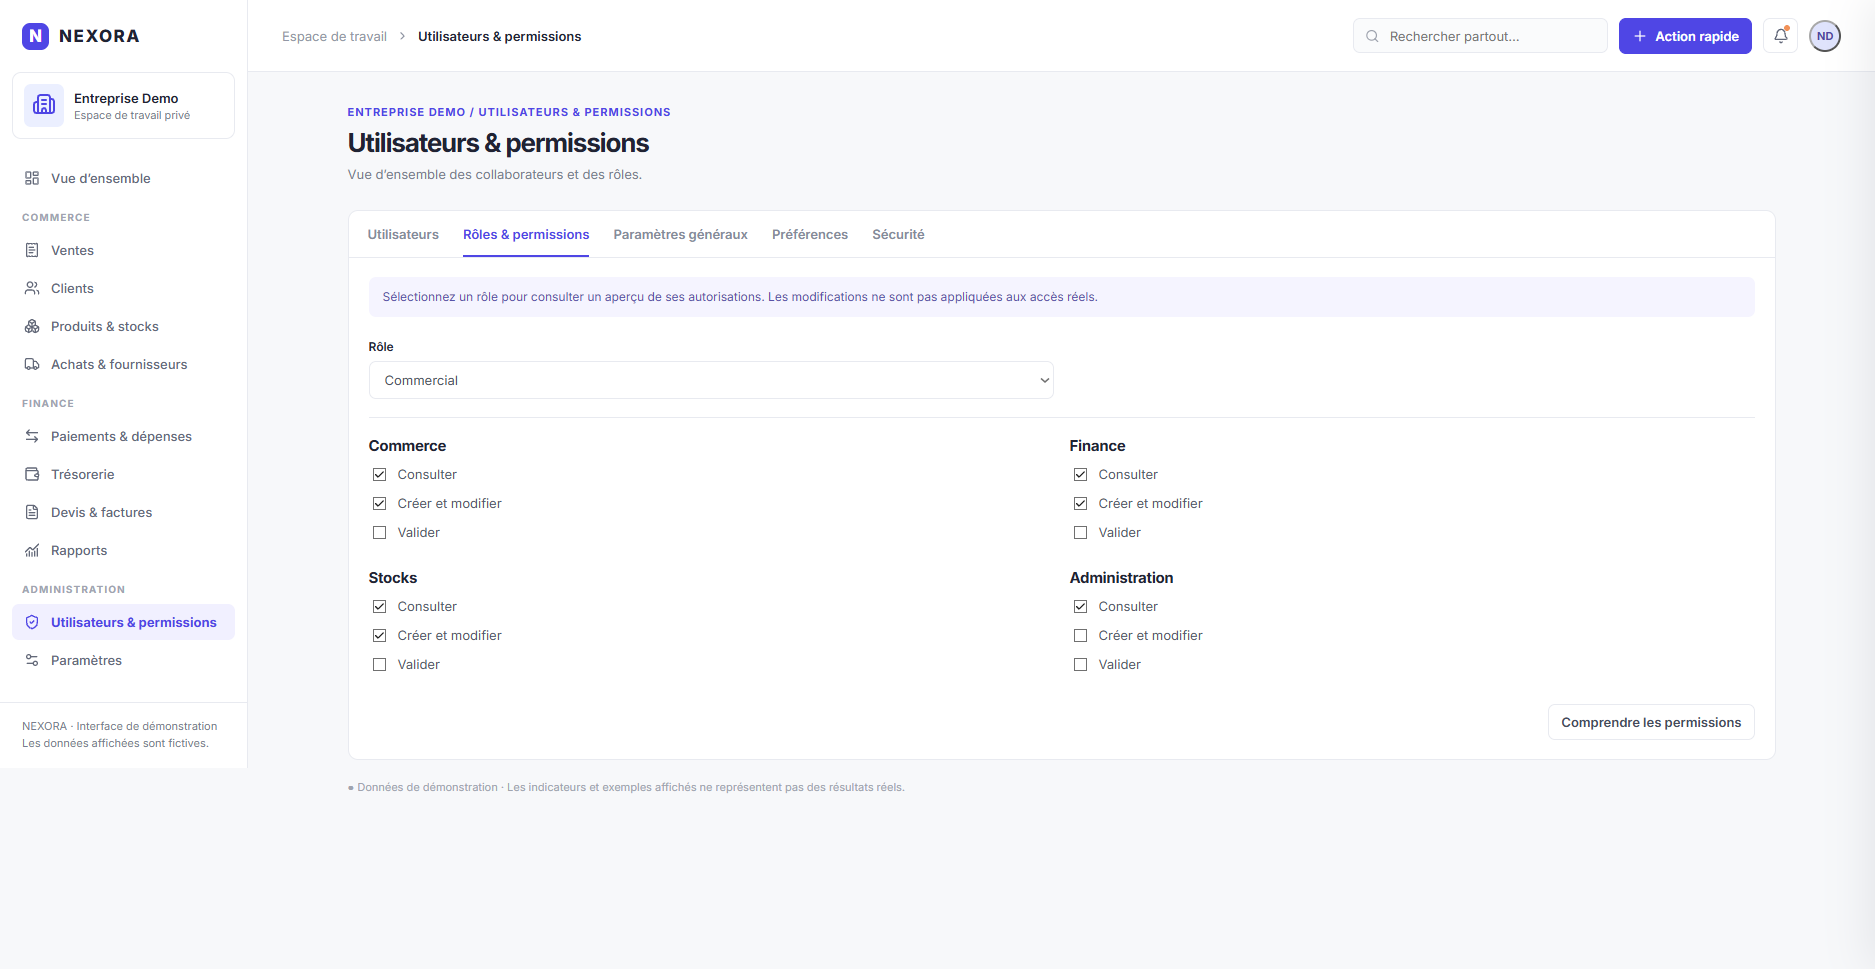 N NEXORA
Entreprise Demo
Espace de travail privé
Vue d’ensemble
COMMERCE
Ventes
Clients
Produits & stocks
Achats & fournisseurs
FINANCE
Paiements & dépenses
Trésorerie
Devis & factures
Rapports
ADMINISTRATION
Utilisateurs & permissions
Paramètres
NEXORA · Interface de démonstration
Les données affichées sont fictives.
Espace de travail > Utilisateurs & permissions
Rechercher partout...
+ Action rapide
ND
ENTREPRISE DEMO / UTILISATEURS & PERMISSIONS
Utilisateurs & permissions
Vue d’ensemble des collaborateurs et des rôles.
Utilisateurs Rôles & permissions Paramètres généraux Préférences Sécurité
Sélectionnez un rôle pour consulter un aperçu de ses autorisations. Les modifications ne sont pas appliquées aux accès réels.
Rôle
Commercial
Commerce
Consulter
Créer et modifier
Valider
Finance
Consulter
Créer et modifier
Valider
Stocks
Consulter
Créer et modifier
Valider
Administration
Consulter
Créer et modifier
Valider
Comprendre les permissions
● Données de démonstration · Les indicateurs et exemples affichés ne représentent pas des résultats réels.